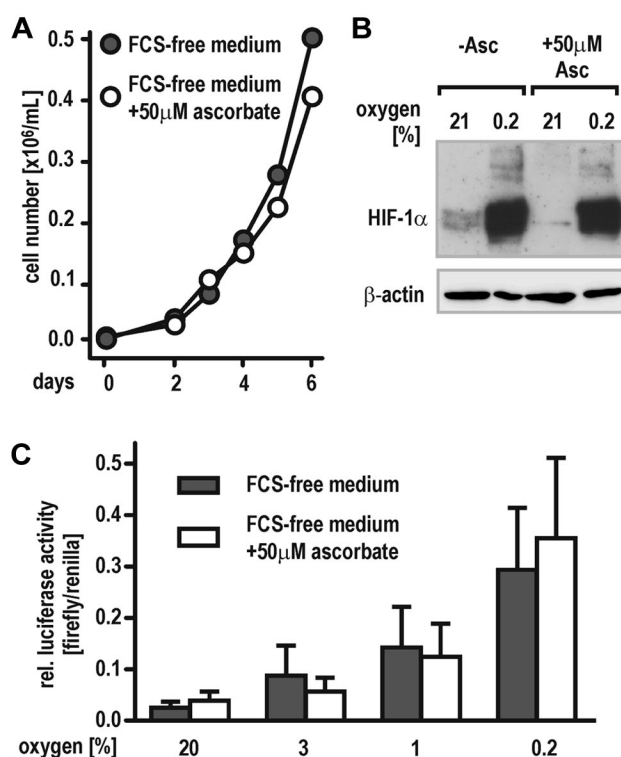 A
cell number [x10⁶/mL]
0.5
0.4
0.3
0.2
0.1
0.0
FCS-free medium
FCS-free medium
+50μM ascorbate
days 0 2 4 6
B
-Asc +50μM
Asc
oxygen
[%] 21 0.2 21 0.2
HIF-1α
β-actin
C
rel. luciferase activity
[firefly/renilla]
0.5
0.4
0.3
0.2
0.1
0.0
FCS-free medium
FCS-free medium
+50μM ascorbate
oxygen [%] 20 3 1 0.2